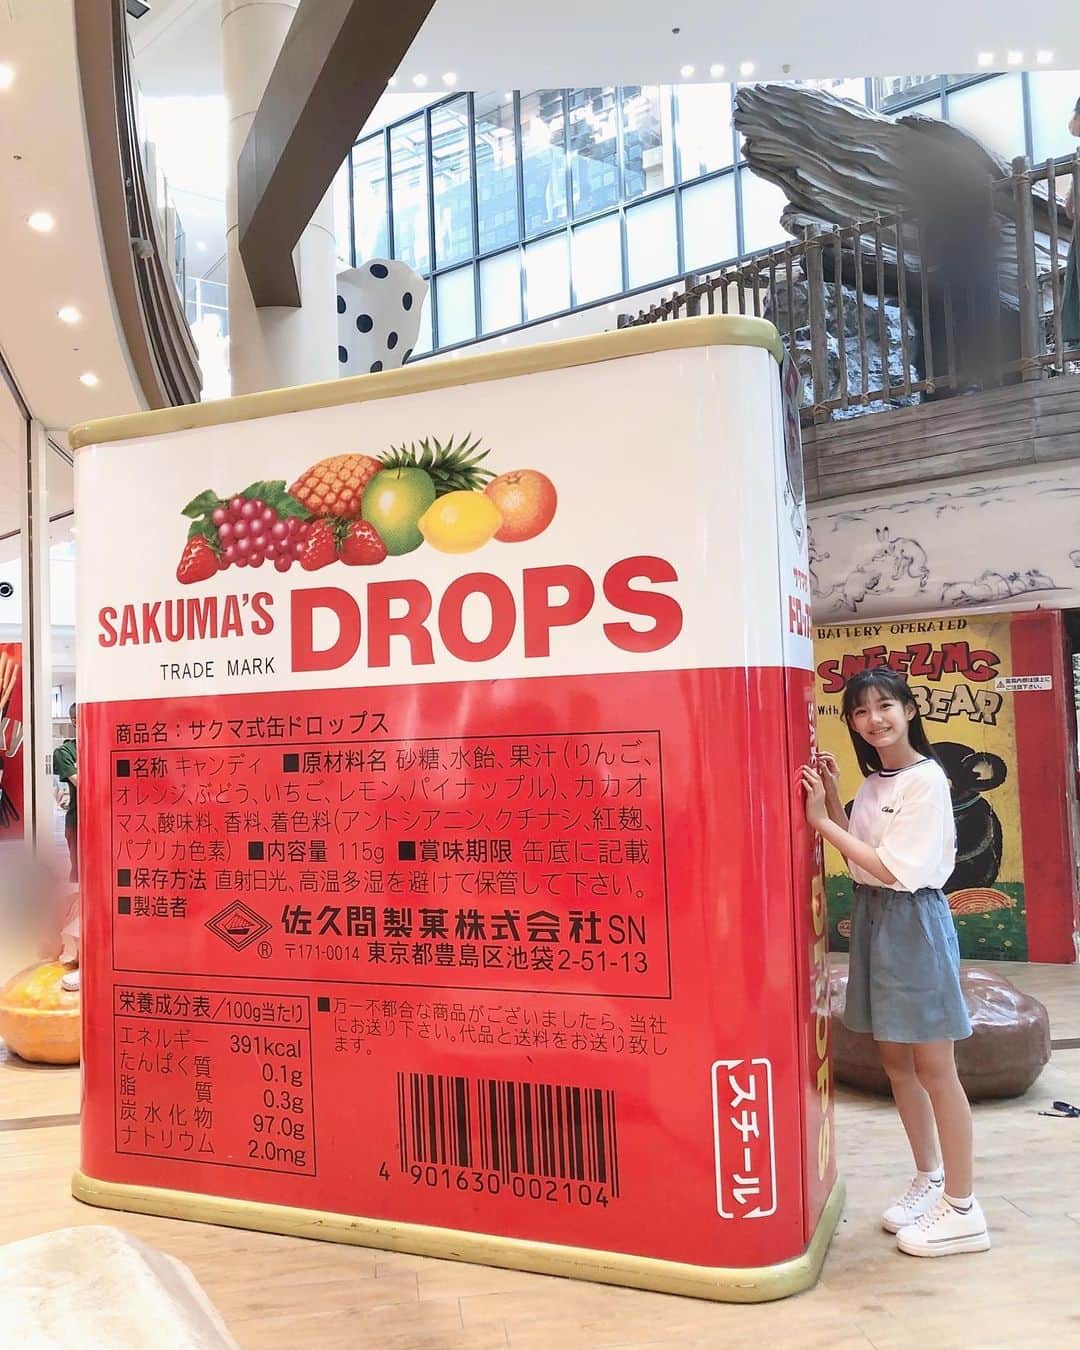 SAKUMA'S DROPS
TRADE MARK
商品名：サクマ式缶ドロップス
■名称 キャンディ ■原材料名 砂糖、水飴、果汁（りんご、
オレンジ、ぶどう、いちご、レモン、パイナップル）、カカオ
マス、酸味料、香料、着色料（アントシアニン、クチナシ、紅麹、
パプリカ色素） ■内容量 115g ■賞味期限 缶底に記載
■保存方法 直射日光、高温多湿を避けて保管して下さい。
■製造者 佐久間製菓株式会社SN
® 〒171-0014 東京都豊島区池袋2-51-13
栄養成分表/100g当たり
エネルギー 391kcal
たんぱく質 0.1g
脂質 0.3g
炭水化物 97.0g
ナトリウム 2.0mg
■万一不都合な商品がございましたら、当社
にお送り下さい。代品と送料をお送り致し
ます。
4 901630 002104
スチール
DROPS
BATTERY OPERATED
SNEEZING
With BEAR